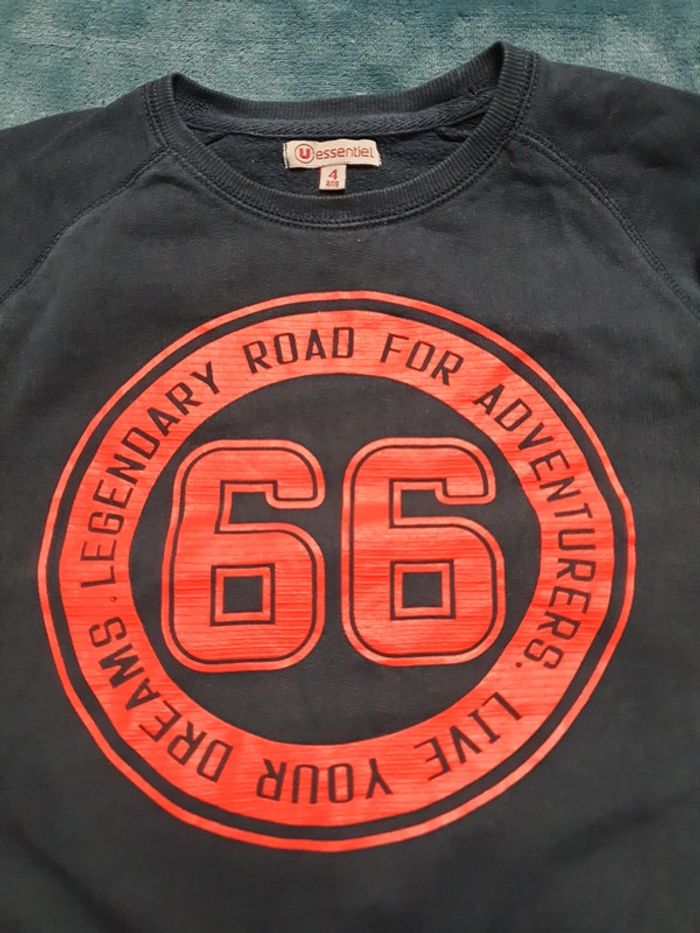 U essentiel
4
ans
LEGENDARY ROAD FOR ADVENTURERS. LIVE YOUR DREAMS.
66